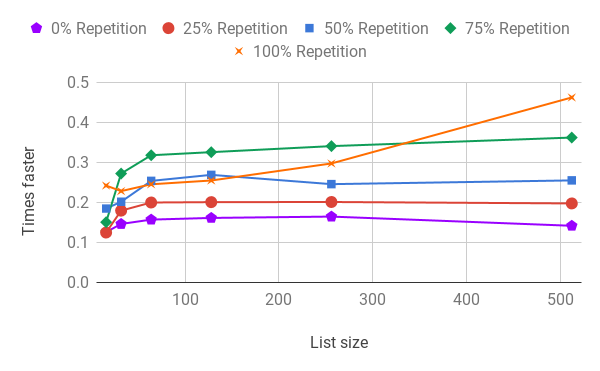 0% Repetition 25% Repetition 50% Repetition 75% Repetition
100% Repetition
0.5
0.4
0.3
0.2
0.1
0.0
Times faster
100 200 300 400 500
List size